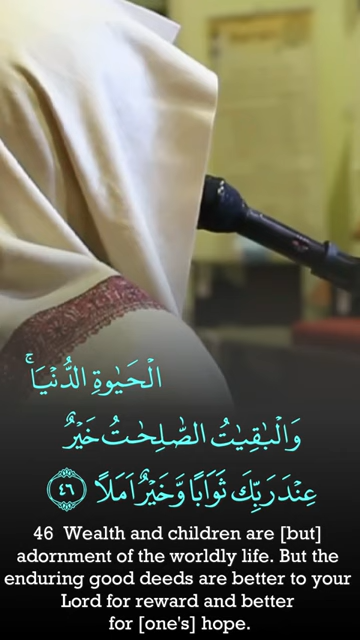 الْحَيٰوةِ الدُّنْيَاۚ
وَالْبٰقِيٰتُ الصّٰلِحٰتُ خَيْرٌ
عِنْدَ رَبِّكَ ثَوَابًا وَّخَيْرٌ اَمَلًا ٤٦
46 Wealth and children are [but]
adornment of the worldly life. But the
enduring good deeds are better to your
Lord for reward and better
for [one's] hope.